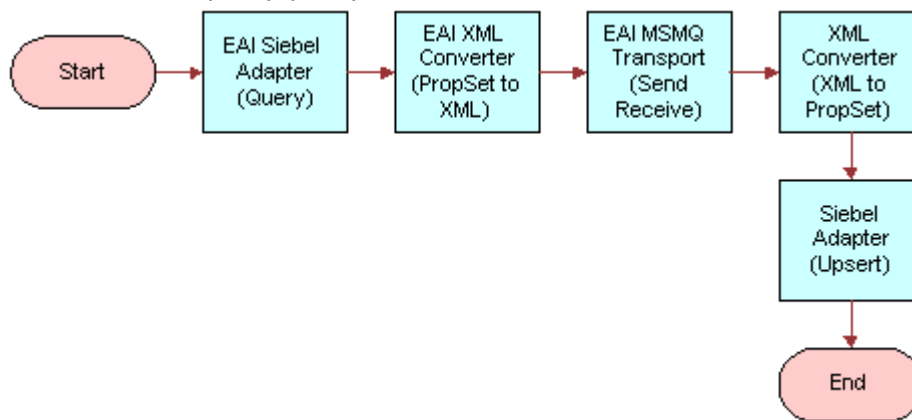 Start
EAI Siebel
Adapter
(Query)
EAI XML
Converter
(PropSet to
XML)
EAI MSMQ
Transport
(Send
Receive)
XML
Converter
(XML to
PropSet)
Siebel
Adapter
(Upsert)
End